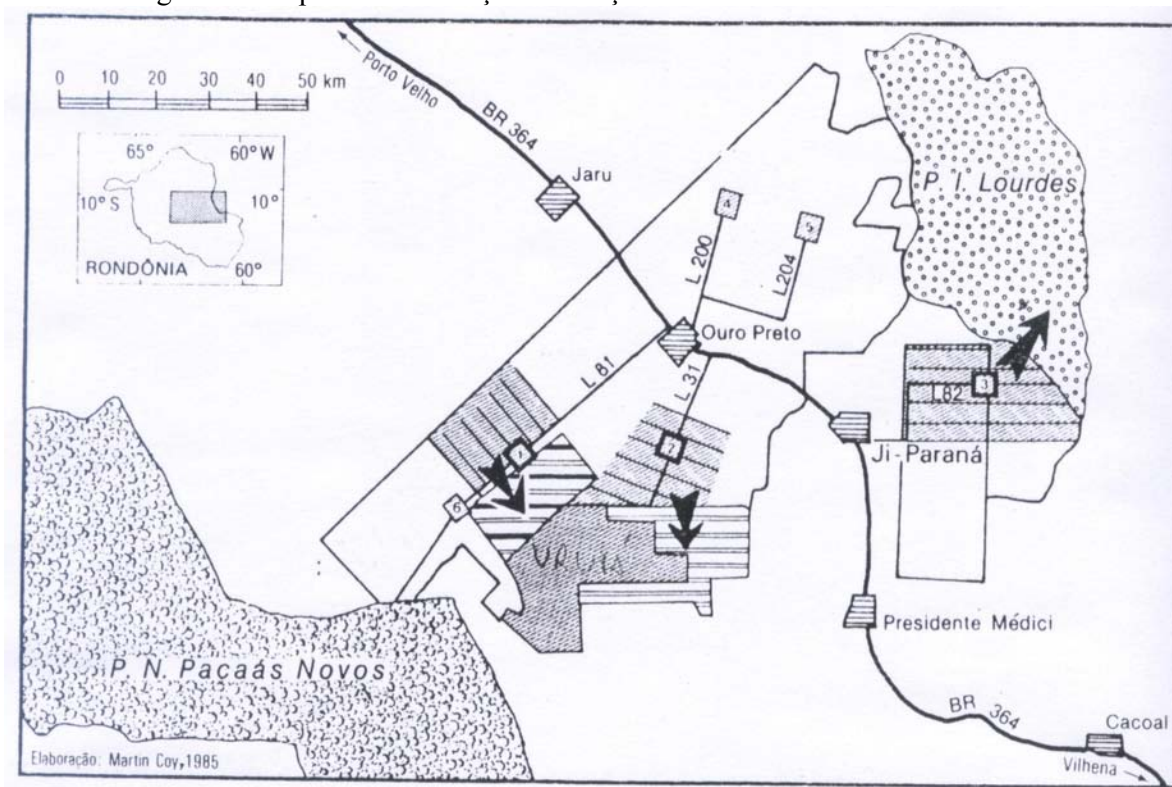 0 10 20 30 40 50 km
Porto Velho
BR 364
65° 60° W
10° S 10°
RONDÔNIA 60°
Jaru
P. I. Lourdes
4
5
L 200
L204
Ouro Preto
L 81
L 31
L82
3
Ji-Paraná
1
2
6
URUPÁ
Presidente Médici
P. N. Pacaás Novos
BR 364
Cacoal
Vilhena
Elaboração: Martin Coy,1985